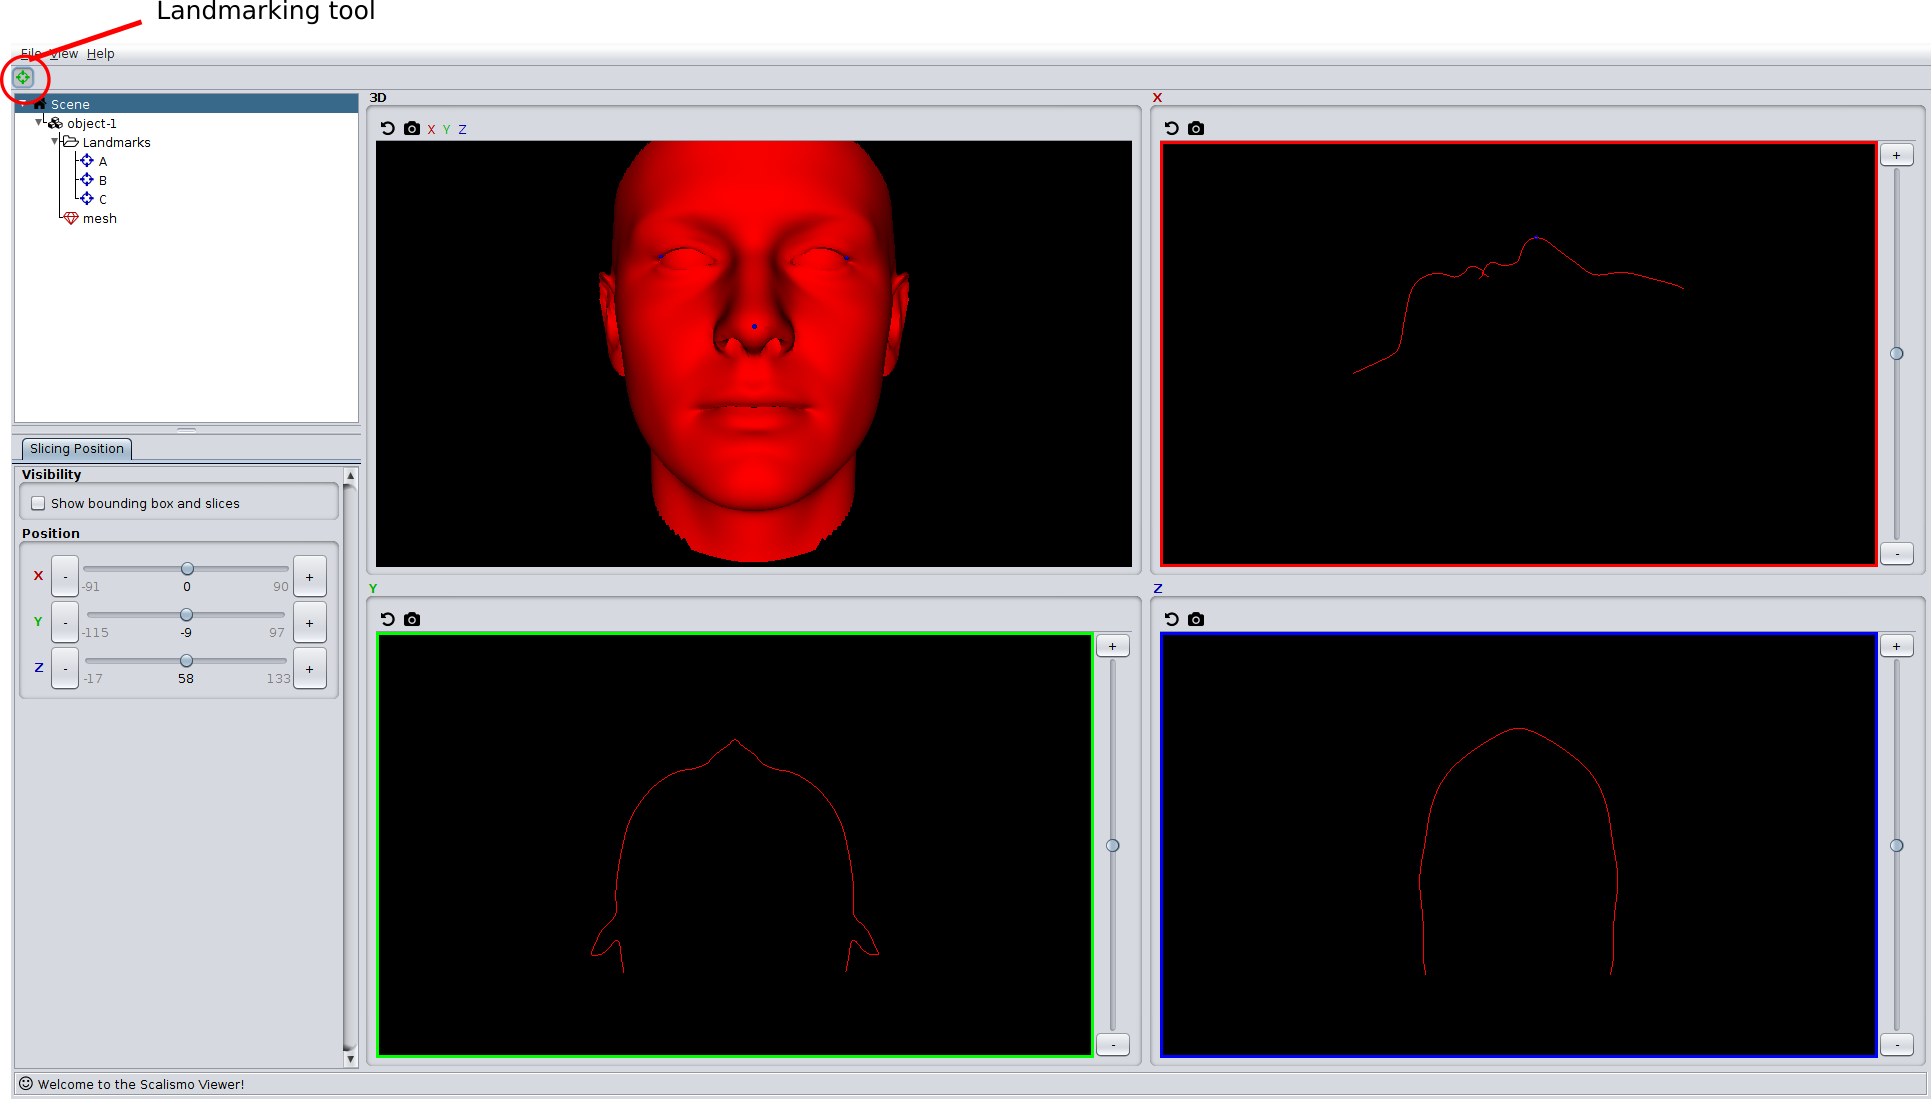 Landmarking tool
File View Help
Scene
object-1
Landmarks
A
B
C
mesh
Slicing Position
Visibility
Show bounding box and slices
Position
X - -91 0 90 +
Y - -115 -9 97 +
Z - -17 58 133 +
3D
X Y Z
X
+
-
Y
+
-
Z
+
-
Welcome to the Scalismo Viewer!